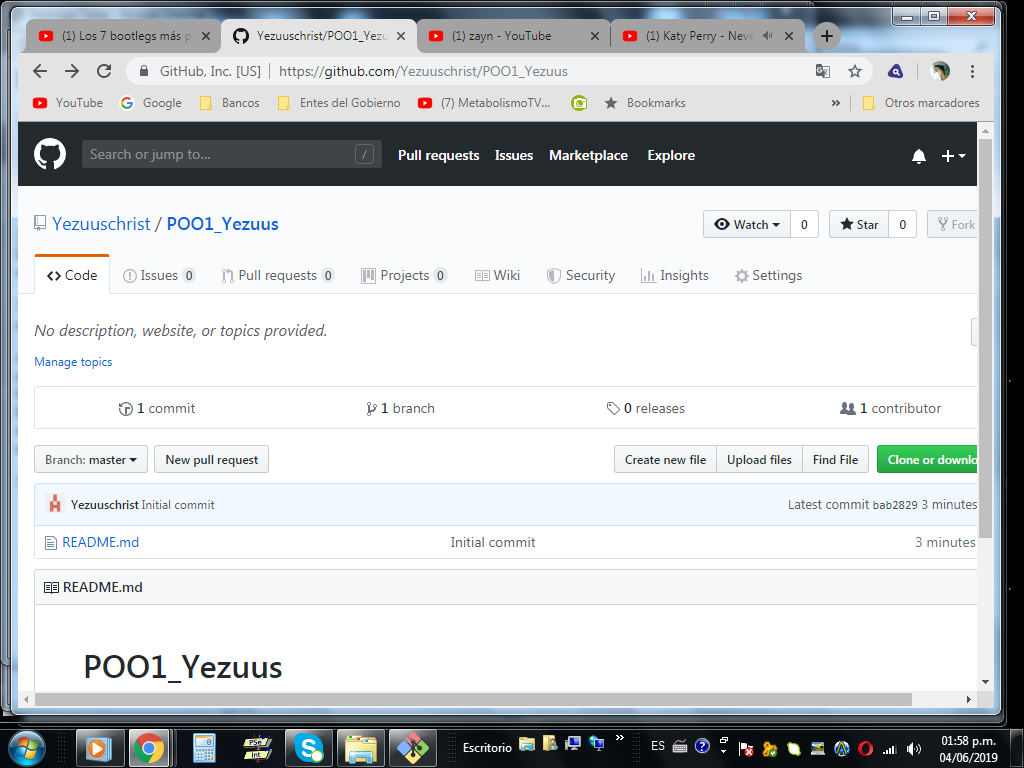 (1) Los 7 bootlegs más p
Yezuuschrist/POO1_Yezu
(1) zayn - YouTube
(1) Katy Perry - Neve
GitHub, Inc. [US] | https://github.com/Yezuuschrist/POO1_Yezuus
YouTube Google Bancos Entes del Gobierno (7) MetabolismoTV... Bookmarks » Otros marcadores
Search or jump to... / Pull requests Issues Marketplace Explore
Yezuuschrist / POO1_Yezuus Watch 0 Star 0 Fork
Code Issues 0 Pull requests 0 Projects 0 Wiki Security Insights Settings
No description, website, or topics provided.
Manage topics
1 commit 1 branch 0 releases 1 contributor
Branch: master New pull request Create new file Upload files Find File Clone or downlo
Yezuuschrist Initial commit Latest commit bab2829 3 minutes
README.md Initial commit 3 minutes
README.md
POO1_Yezuus
PSe
Int
Escritorio » ES 01:58 p.m.
04/06/2019